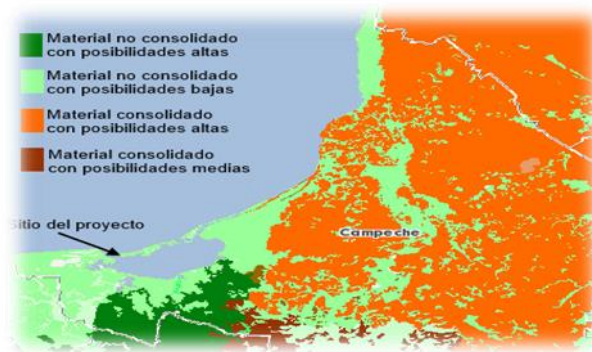 Material no consolidado
con posibilidades altas
Material no consolidado
con posibilidades bajas
Material consolidado
con posibilidades altas
Material consolidado
con posibilidades medias
Sitio del proyecto
Campeche